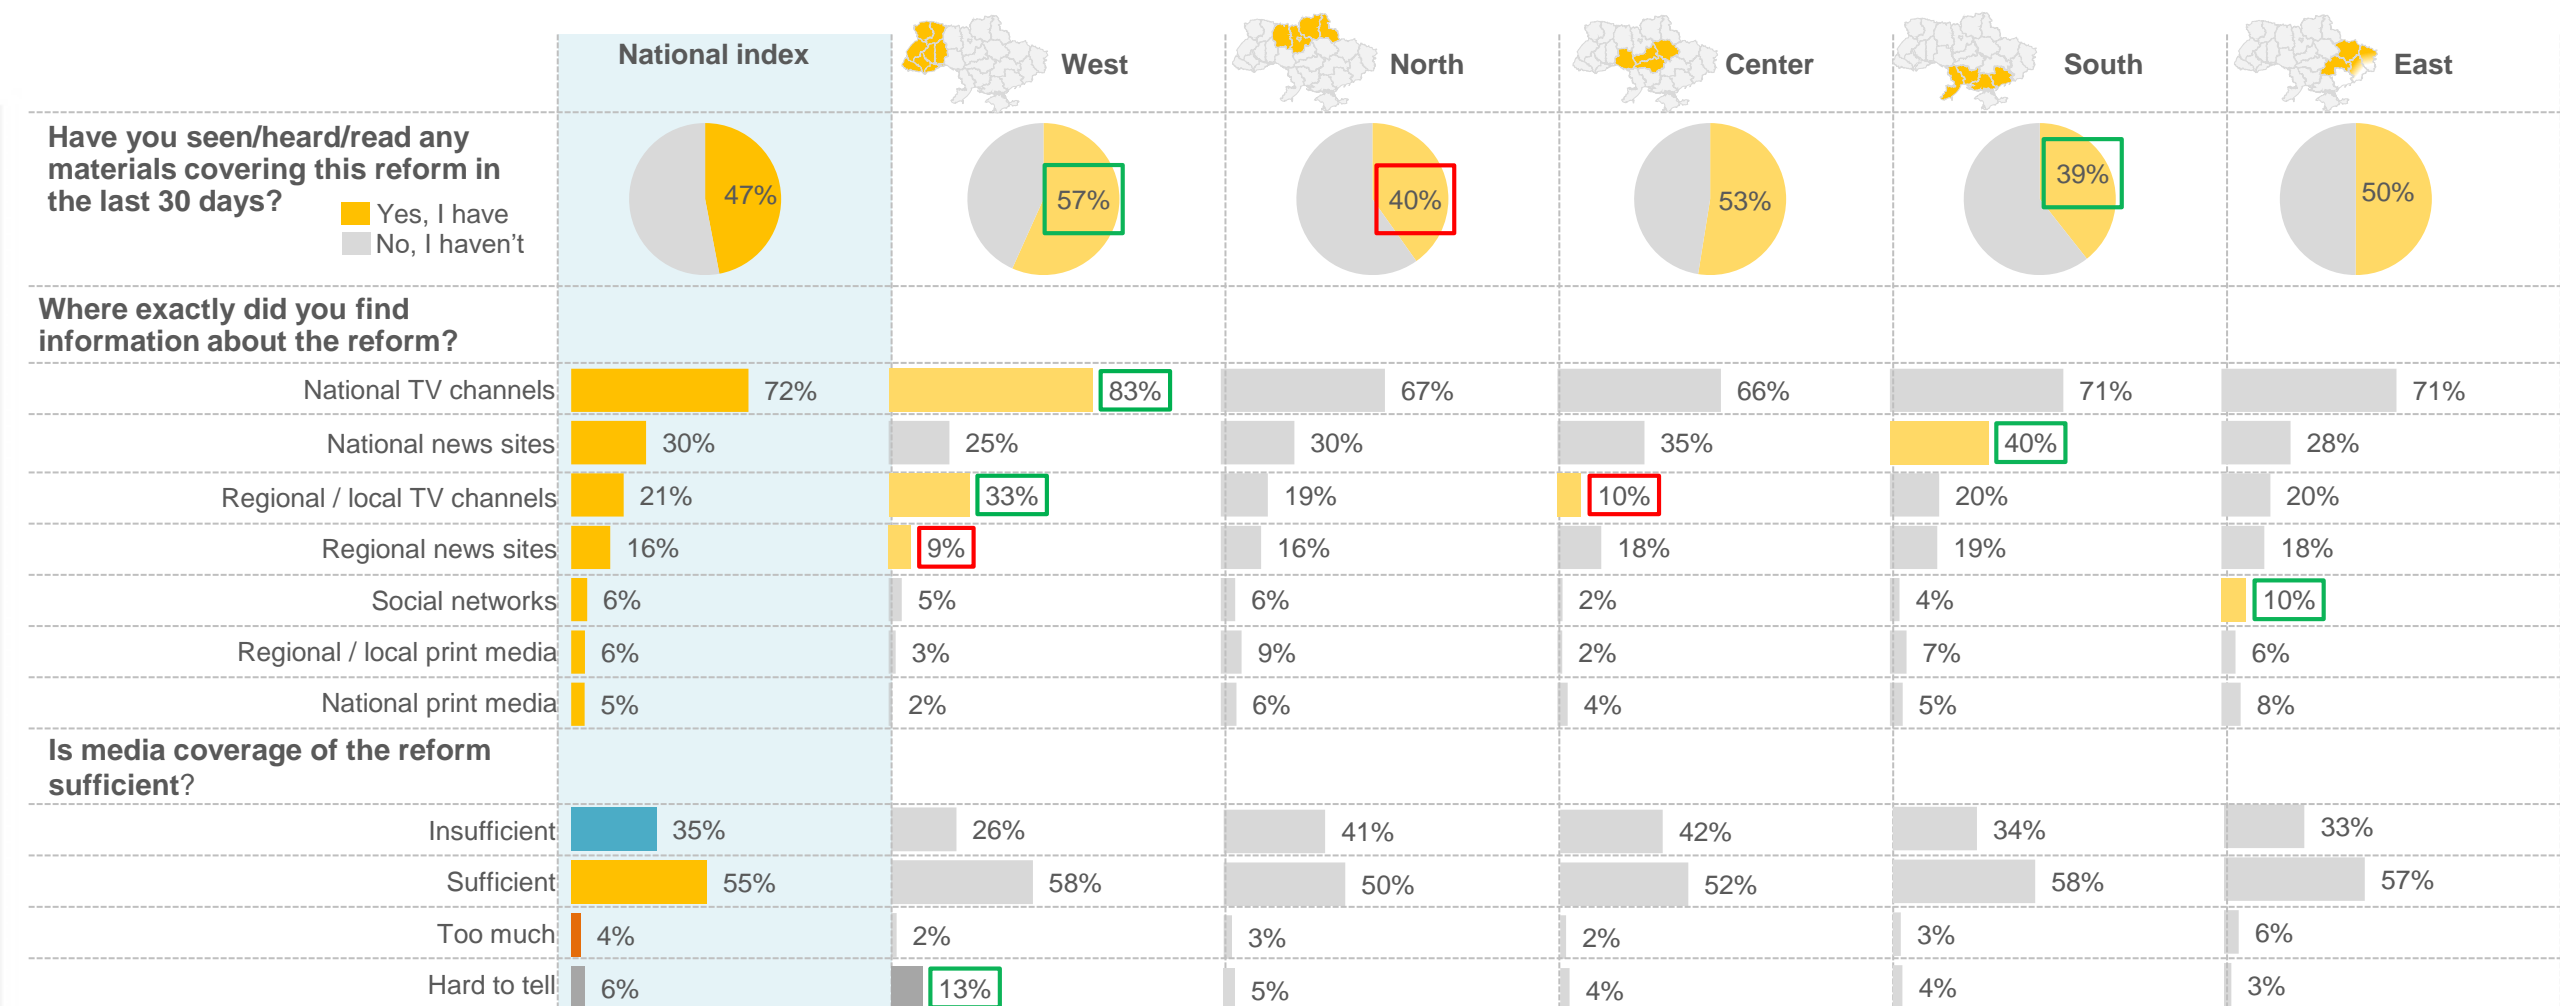 National index
West
North
Center
South
East
Have you seen/heard/read any
materials covering this reform in
the last 30 days?
Yes, I have
No, I haven't
47%
57%
40%
53%
39%
50%
Where exactly did you find
information about the reform?
National TV channels 72% 83% 67% 66% 71% 71%
National news sites 30% 25% 30% 35% 40% 28%
Regional / local TV channels 21% 33% 19% 10% 20% 20%
Regional news sites 16% 9% 16% 18% 19% 18%
Social networks 6% 5% 6% 2% 4% 10%
Regional / local print media 6% 3% 9% 2% 7% 6%
National print media 5% 2% 6% 4% 5% 8%
Is media coverage of the reform
sufficient?
Insufficient 35% 26% 41% 42% 34% 33%
Sufficient 55% 58% 50% 52% 58% 57%
Too much 4% 2% 3% 2% 3% 6%
Hard to tell 6% 13% 5% 4% 4% 3%